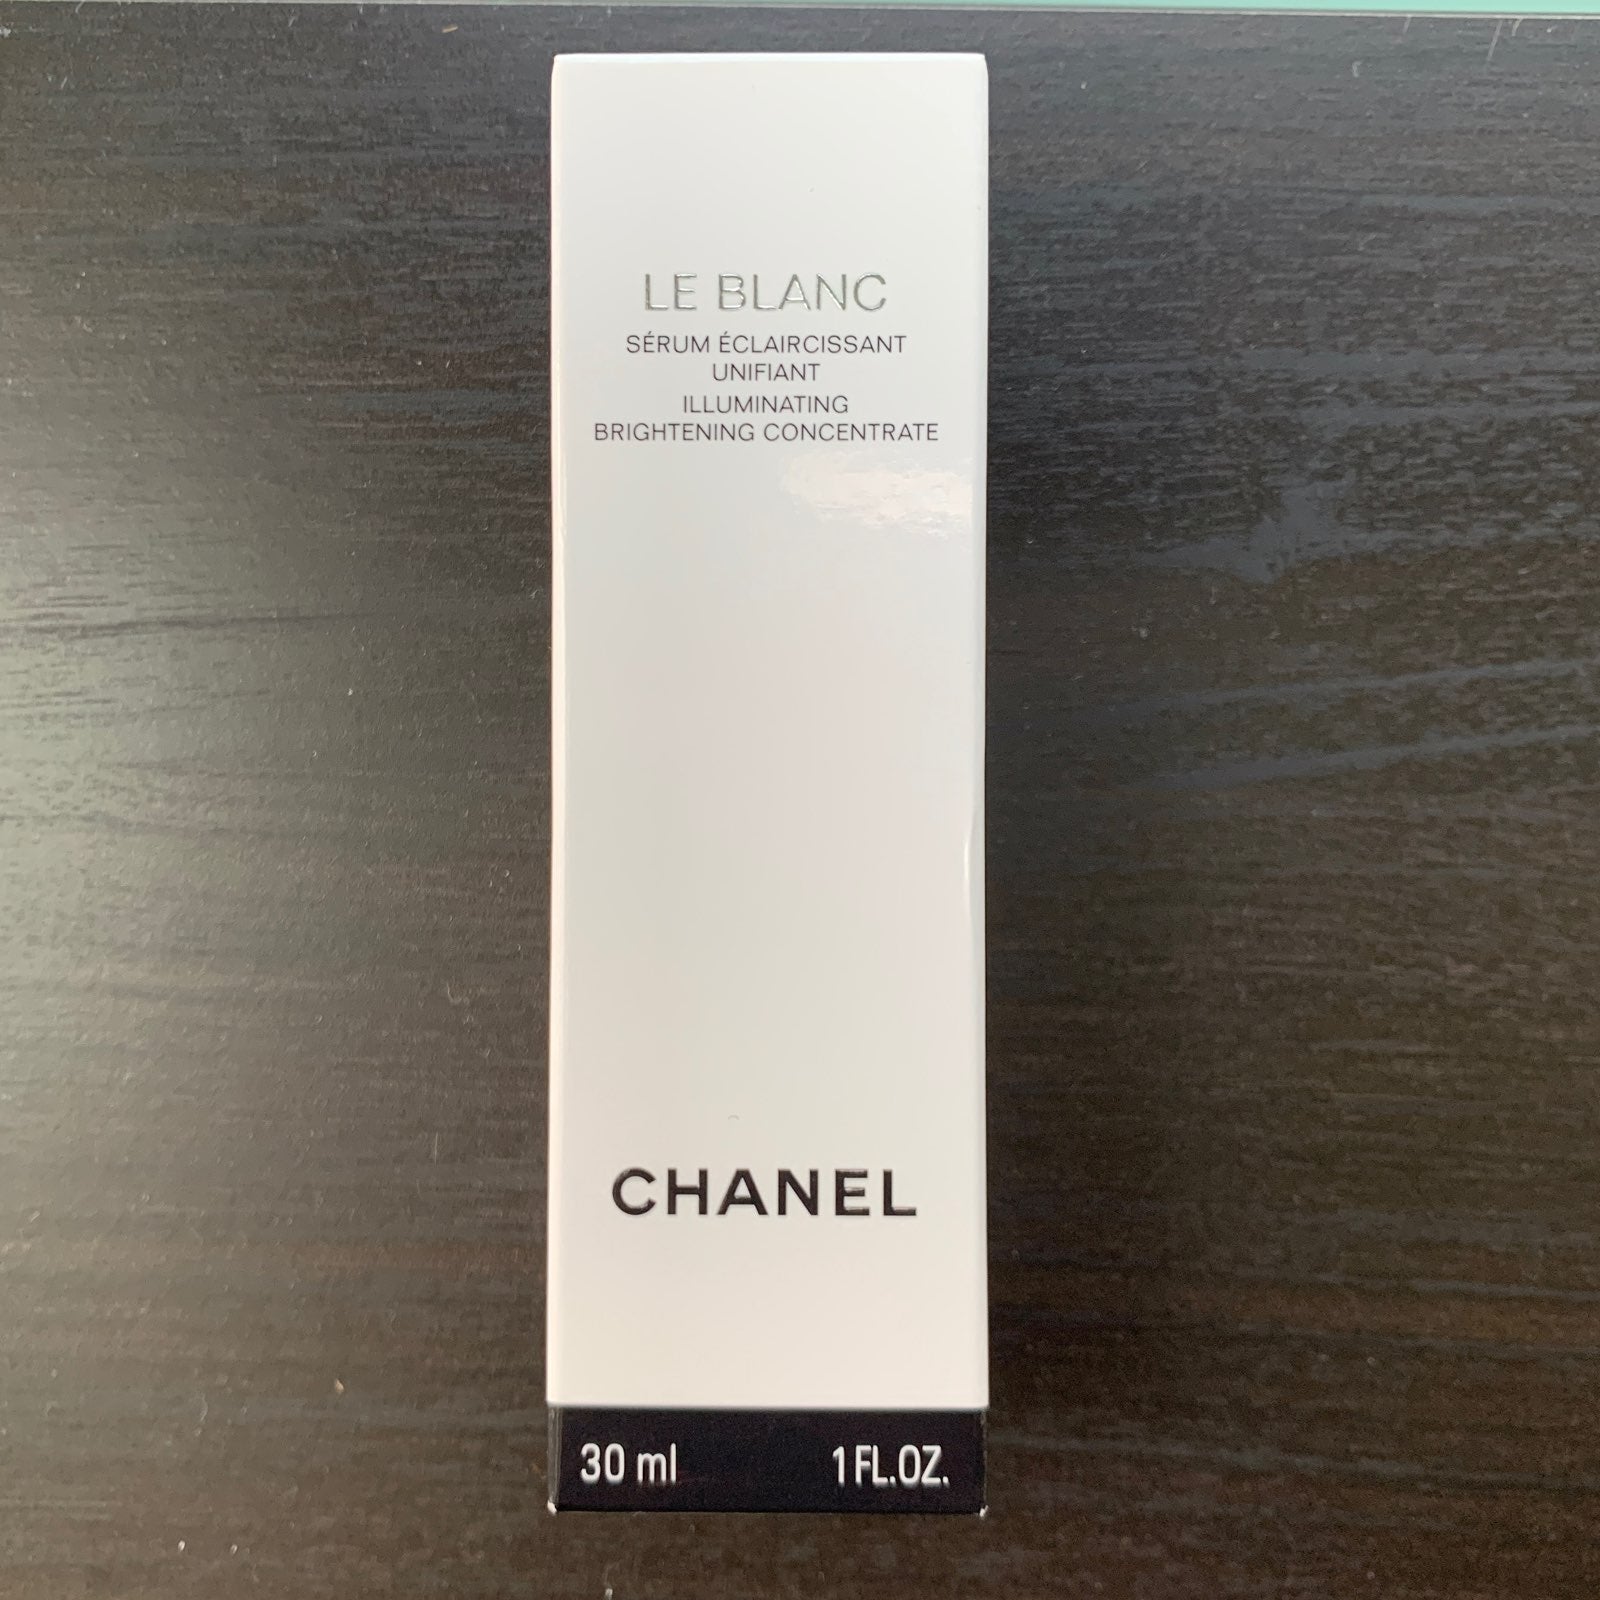 LE BLANC
SÉRUM ÉCLAIRCISSANT
UNIFIANT
ILLUMINATING
BRIGHTENING CONCENTRATE
CHANEL
30 ml 1 FL.OZ.